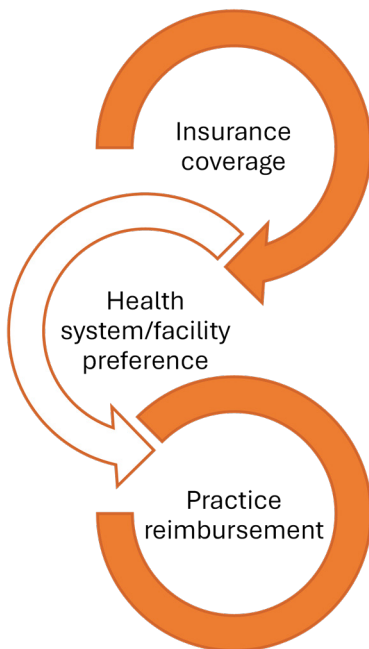 Insurance
coverage
Health
system/facility
preference
Practice
reimbursement